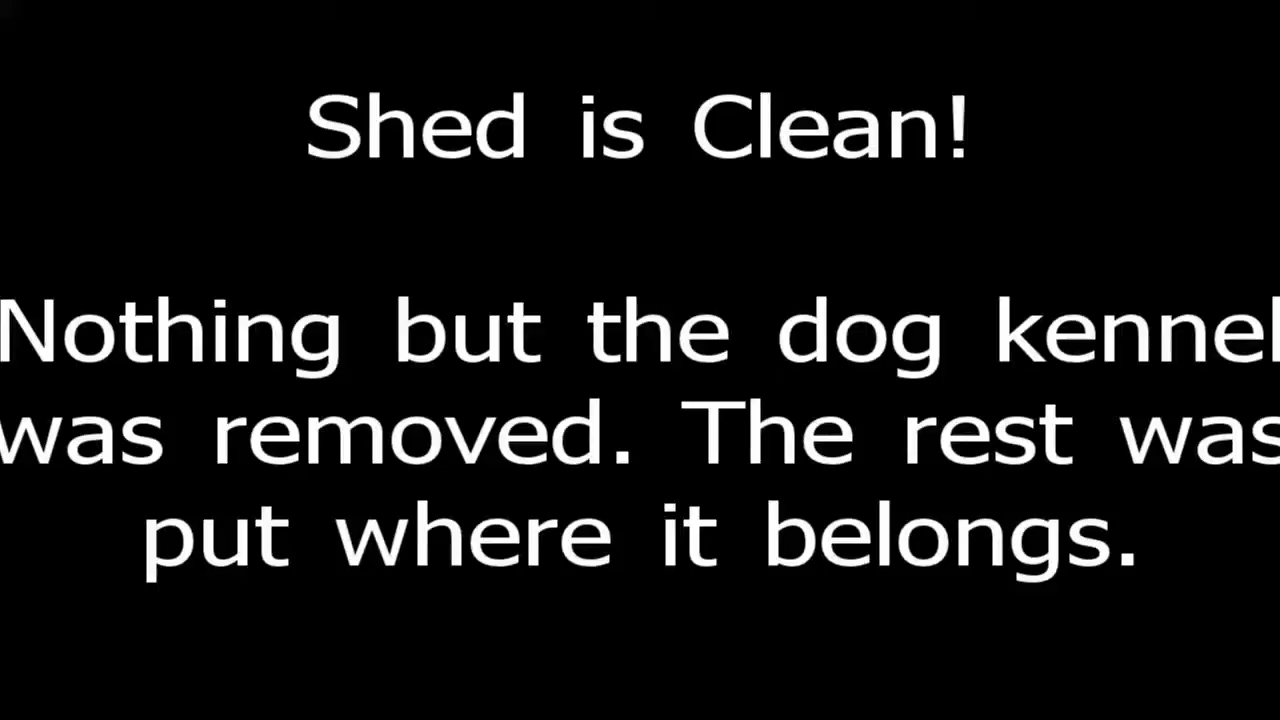 Shed is Clean!
Nothing but the dog kennel
was removed. The rest was
put where it belongs.